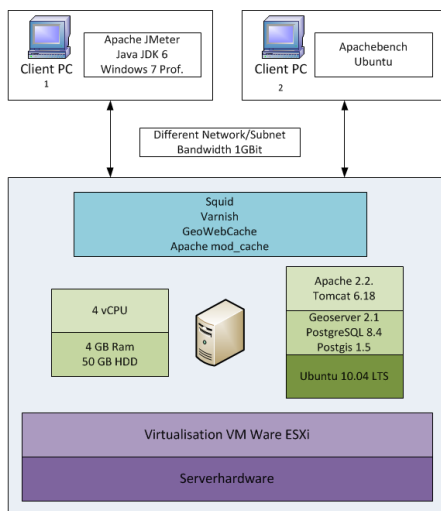 Client PC
1
Apache JMeter
Java JDK 6
Windows 7 Prof.
Client PC
2
Apachebench
Ubuntu
Different Network/Subnet
Bandwidth 1GBit
Squid
Varnish
GeoWebCache
Apache mod_cache
4 vCPU
4 GB Ram
50 GB HDD
Apache 2.2.
Tomcat 6.18
Geoserver 2.1
PostgreSQL 8.4
Postgis 1.5
Ubuntu 10.04 LTS
Virtualisation VM Ware ESXi
Serverhardware